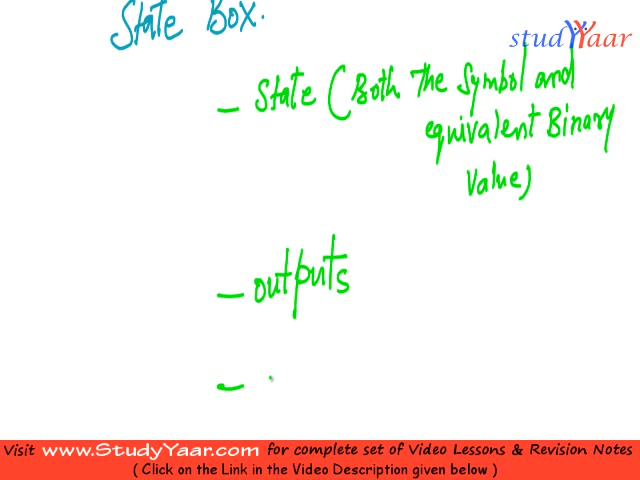 State Box.
studYYaar
- State (Both The Symbol and
equivalent Binary
Value)
- outputs
-
Visit www.StudyYaar.com for complete set of Video Lessons & Revision Notes
( Click on the Link in the Video Description given below )